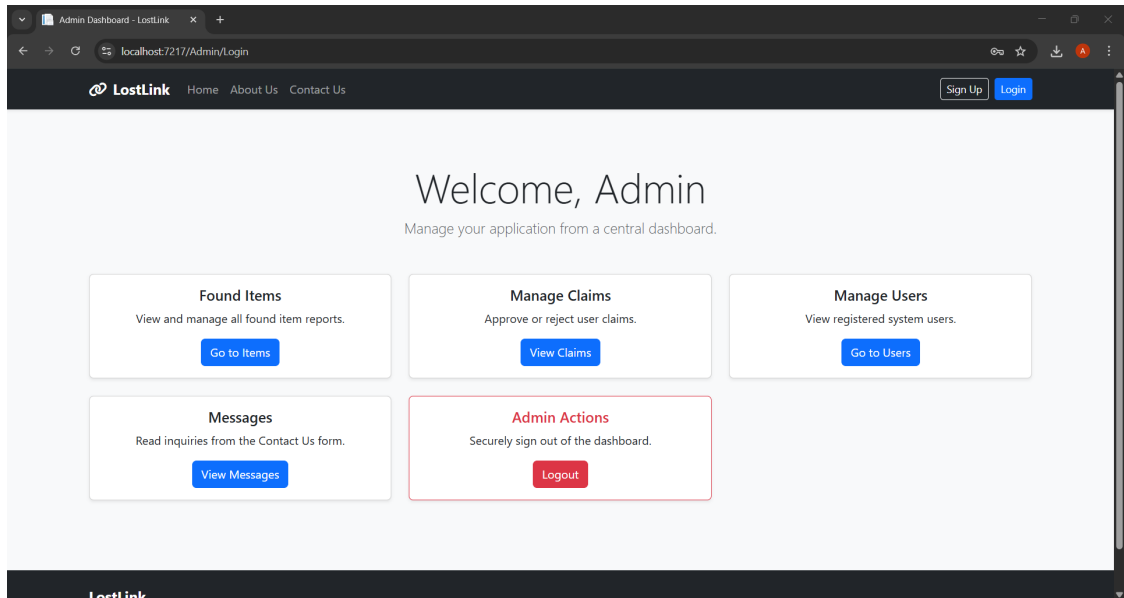 Admin Dashboard - LostLink
localhost:7217/Admin/Login
A
LostLink Home About Us Contact Us Sign Up Login
Welcome, Admin
Manage your application from a central dashboard.
Found Items
View and manage all found item reports.
Go to Items
Manage Claims
Approve or reject user claims.
View Claims
Manage Users
View registered system users.
Go to Users
Messages
Read inquiries from the Contact Us form.
View Messages
Admin Actions
Securely sign out of the dashboard.
Logout
LostLink